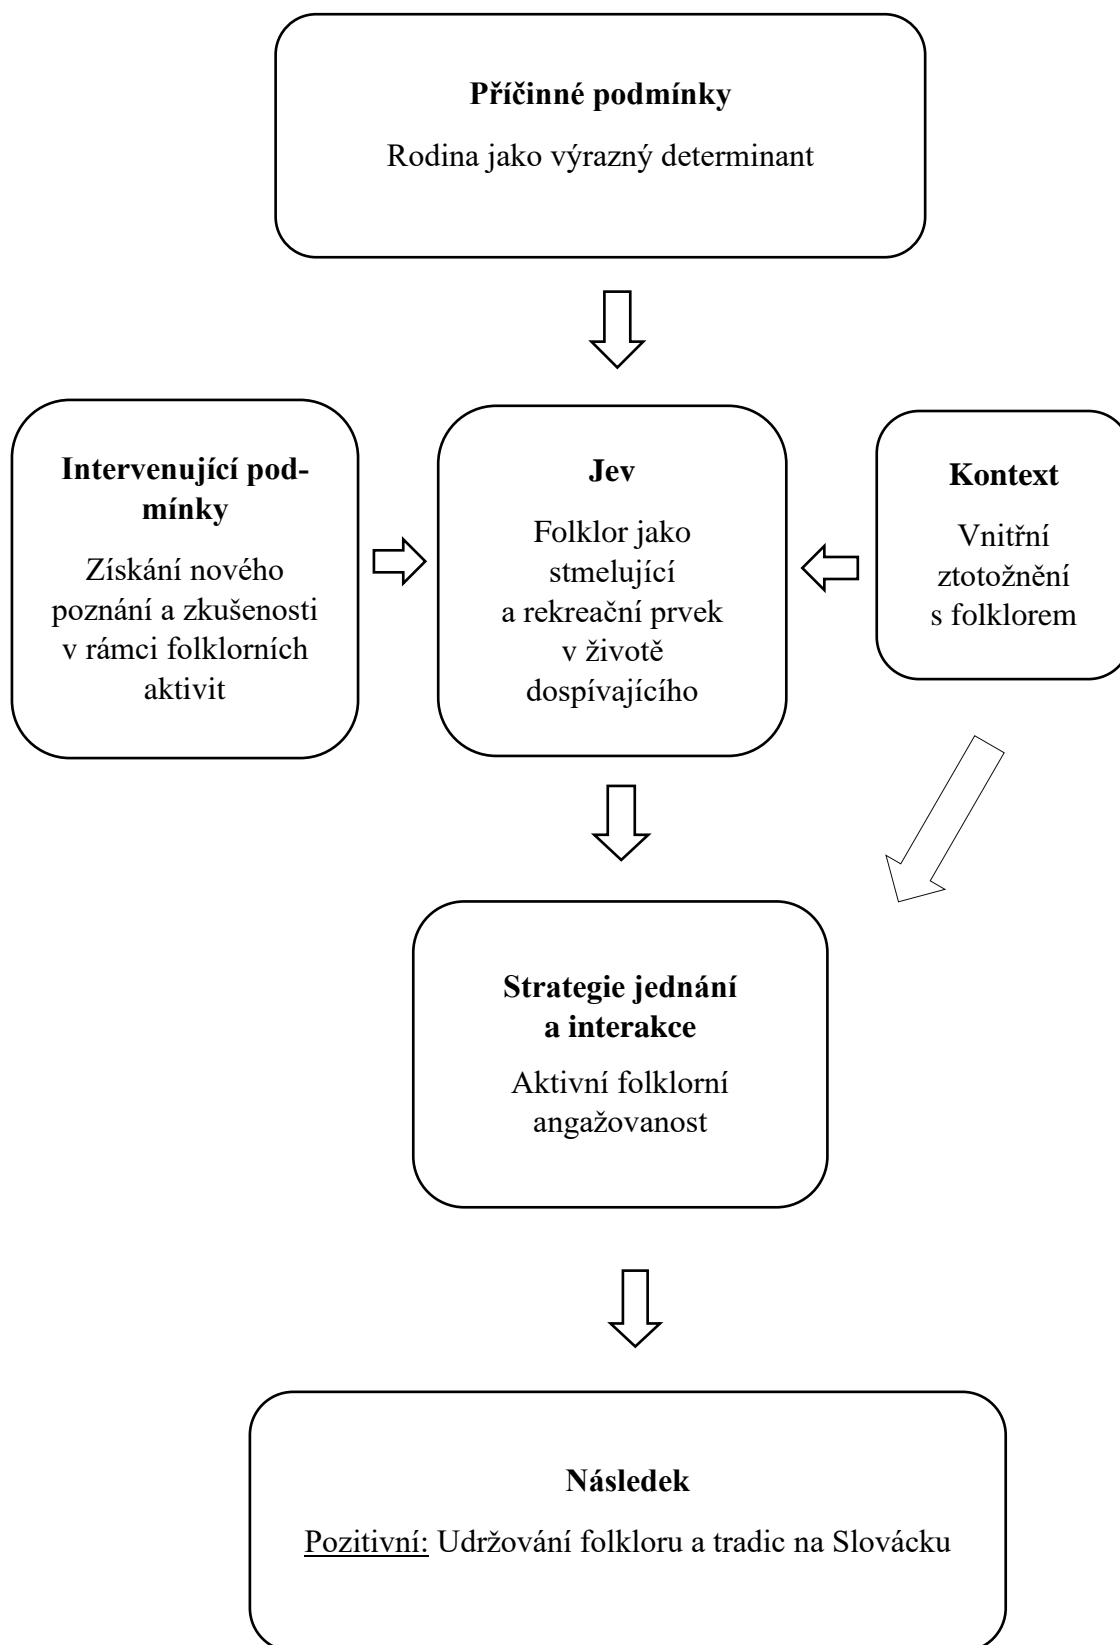 Příčinné podmínky
Rodina jako výrazný determinant
Intervenující pod-
mínky
Získání nového
poznání a zkušenosti
v rámci folklorních
aktivit
Jev
Folklor jako
stmelující
a rekreační prvek
v životě
dospívajícího
Kontext
Vnitřní
ztotožnění
s folklorem
Strategie jednání
a interakce
Aktivní folklorní
angažovanost
Následek
Pozitivní: Udržování folkloru a tradic na Slovácku